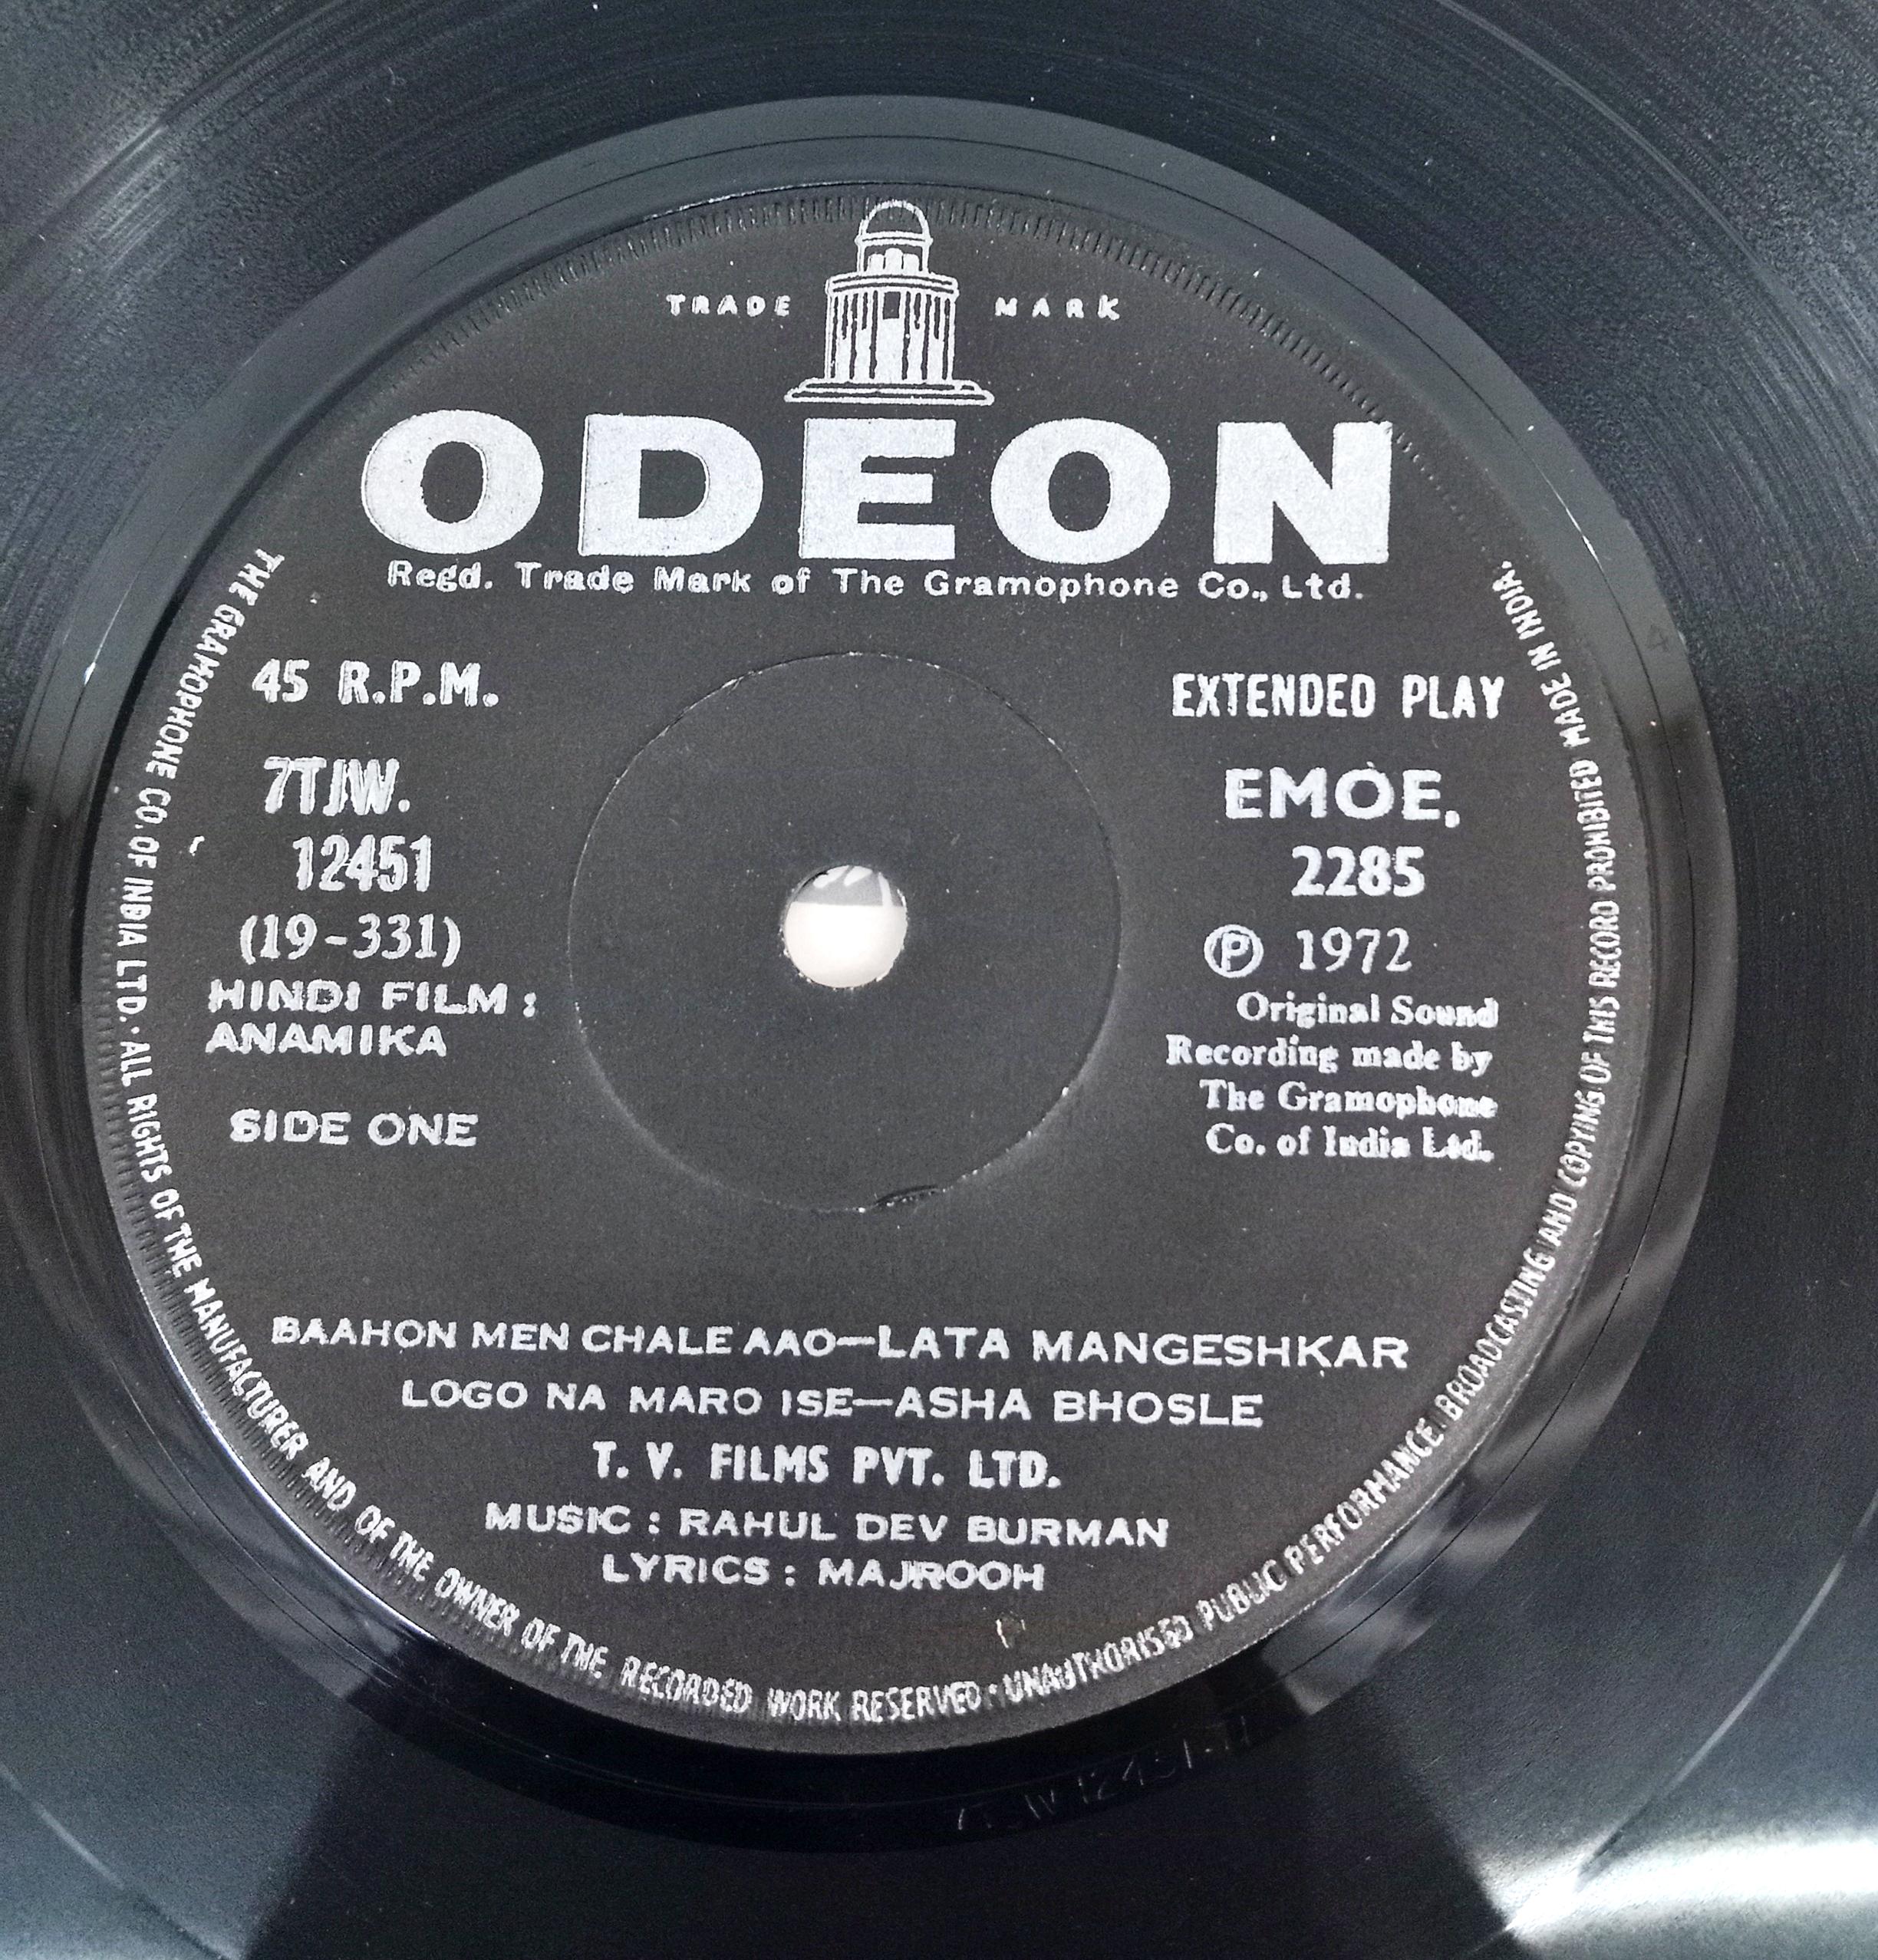 TRADE MARK
ODEON
Regd. Trade Mark of The Gramophone Co., Ltd.
45 R.P.M.
EXTENDED PLAY
7TJW.
12451
(19-331)
HINDI FILM :
ANAMIKA
SIDE ONE
EMOE.
2285
Ⓟ 1972
Original Sound
Recording made by
The Gramophone
Co. of India Ltd.
BAAHON MEN CHALE AAO—LATA MANGESHKAR
LOGO NA MARO ISE—ASHA BHOSLE
T. V. FILMS PVT. LTD.
MUSIC : RAHUL DEV BURMAN
LYRICS : MAJROOH
THE GRAMOPHONE CO. OF INDIA LTD. · ALL RIGHTS OF THE MANUFACTURER AND OF THE OWNER OF THE RECORDED WORK RESERVED · UNAUTHORISED PUBLIC PERFORMANCE. BROADCASTING AND COPYING OF THIS RECORD PROHIBITED MADE IN INDIA.